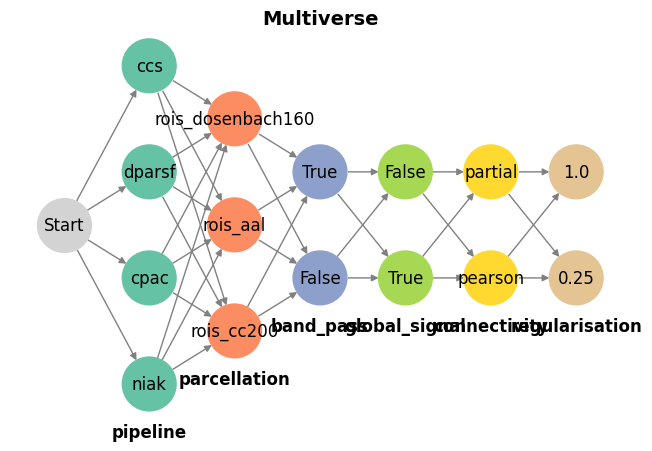 Multiverse
ccs
rois_dosenbach160
dparsf
True
False
partial
1.0
Start
rois_aal
cpac
False
True
pearson
0.25
rois_cc200
band_pass
global_signal
connectivity
regularisation
parcellation
niak
pipeline